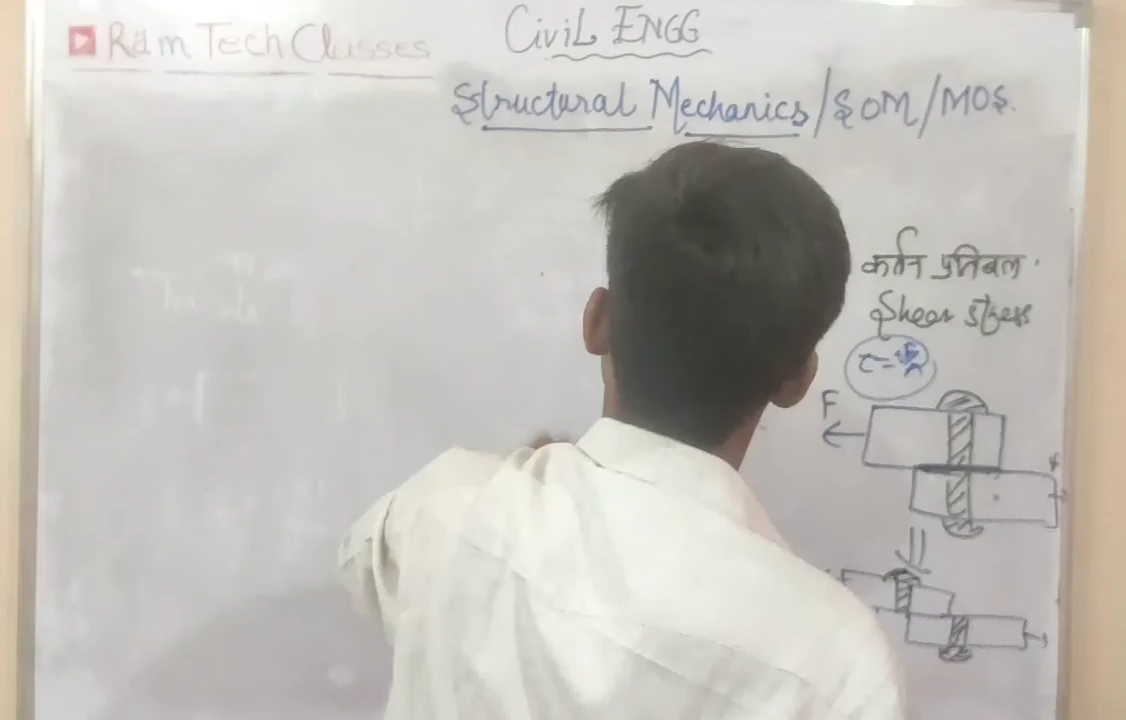 Ram Tech Classes
CiviL ENGG
Structural Mechanics/SOM/MOS.
कर्तन प्रतिबल
Shear stress
F